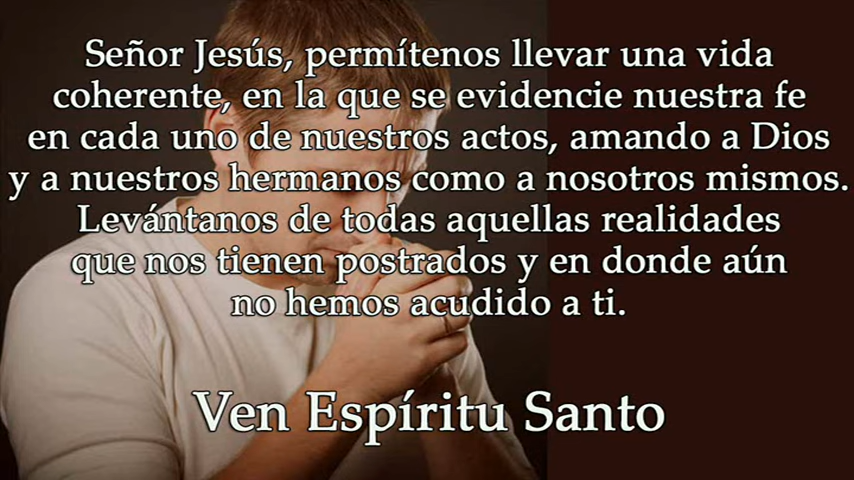 Señor Jesús, permítenos llevar una vida
coherente, en la que se evidencie nuestra fe
en cada uno de nuestros actos, amando a Dios
y a nuestros hermanos como a nosotros mismos.
Levántanos de todas aquellas realidades
que nos tienen postrados y en donde aún
no hemos acudido a ti.
Ven Espíritu Santo